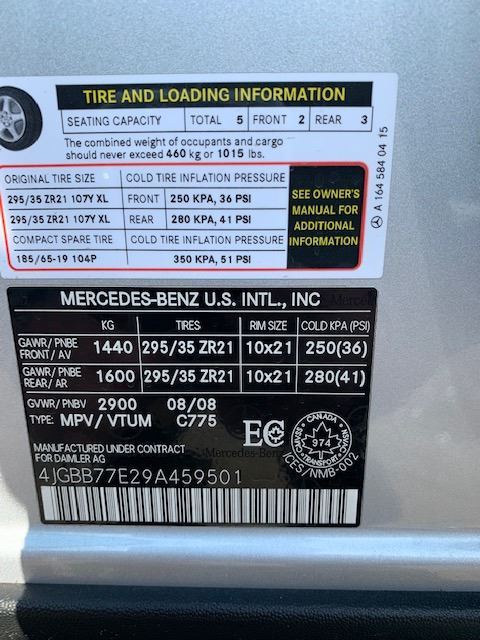 TIRE AND LOADING INFORMATION
SEATING CAPACITY TOTAL 5 FRONT 2 REAR 3
The combined weight of occupants and cargo
should never exceed 460 kg or 1015 lbs.
ORIGINAL TIRE SIZE COLD TIRE INFLATION PRESSURE
295/35 ZR21 107Y XL FRONT 250 KPA, 36 PSI
295/35 ZR21 107Y XL REAR 280 KPA, 41 PSI
COMPACT SPARE TIRE COLD TIRE INFLATION PRESSURE
185/65-19 104P 350 KPA, 51 PSI
SEE OWNER'S
MANUAL FOR
ADDITIONAL
INFORMATION
A 164 584 04 15
MERCEDES-BENZ U.S. INTL., INC
KG TIRES RIM SIZE COLD KPA (PSI)
GAWR/PNBE
FRONT/AV 1440 295/35 ZR21 10x21 250(36)
GAWR/PNBE
REAR/AR 1600 295/35 ZR21 10x21 280(41)
GVWR/PNBV 2900 08/08
TYPE: MPV/VTUM C775
MANUFACTURED UNDER CONTRACT
FOR DAIMLER AG
EC
CANADA
974
TRANSPORT
ICES/NMB-002
4JGBB77E29A459501